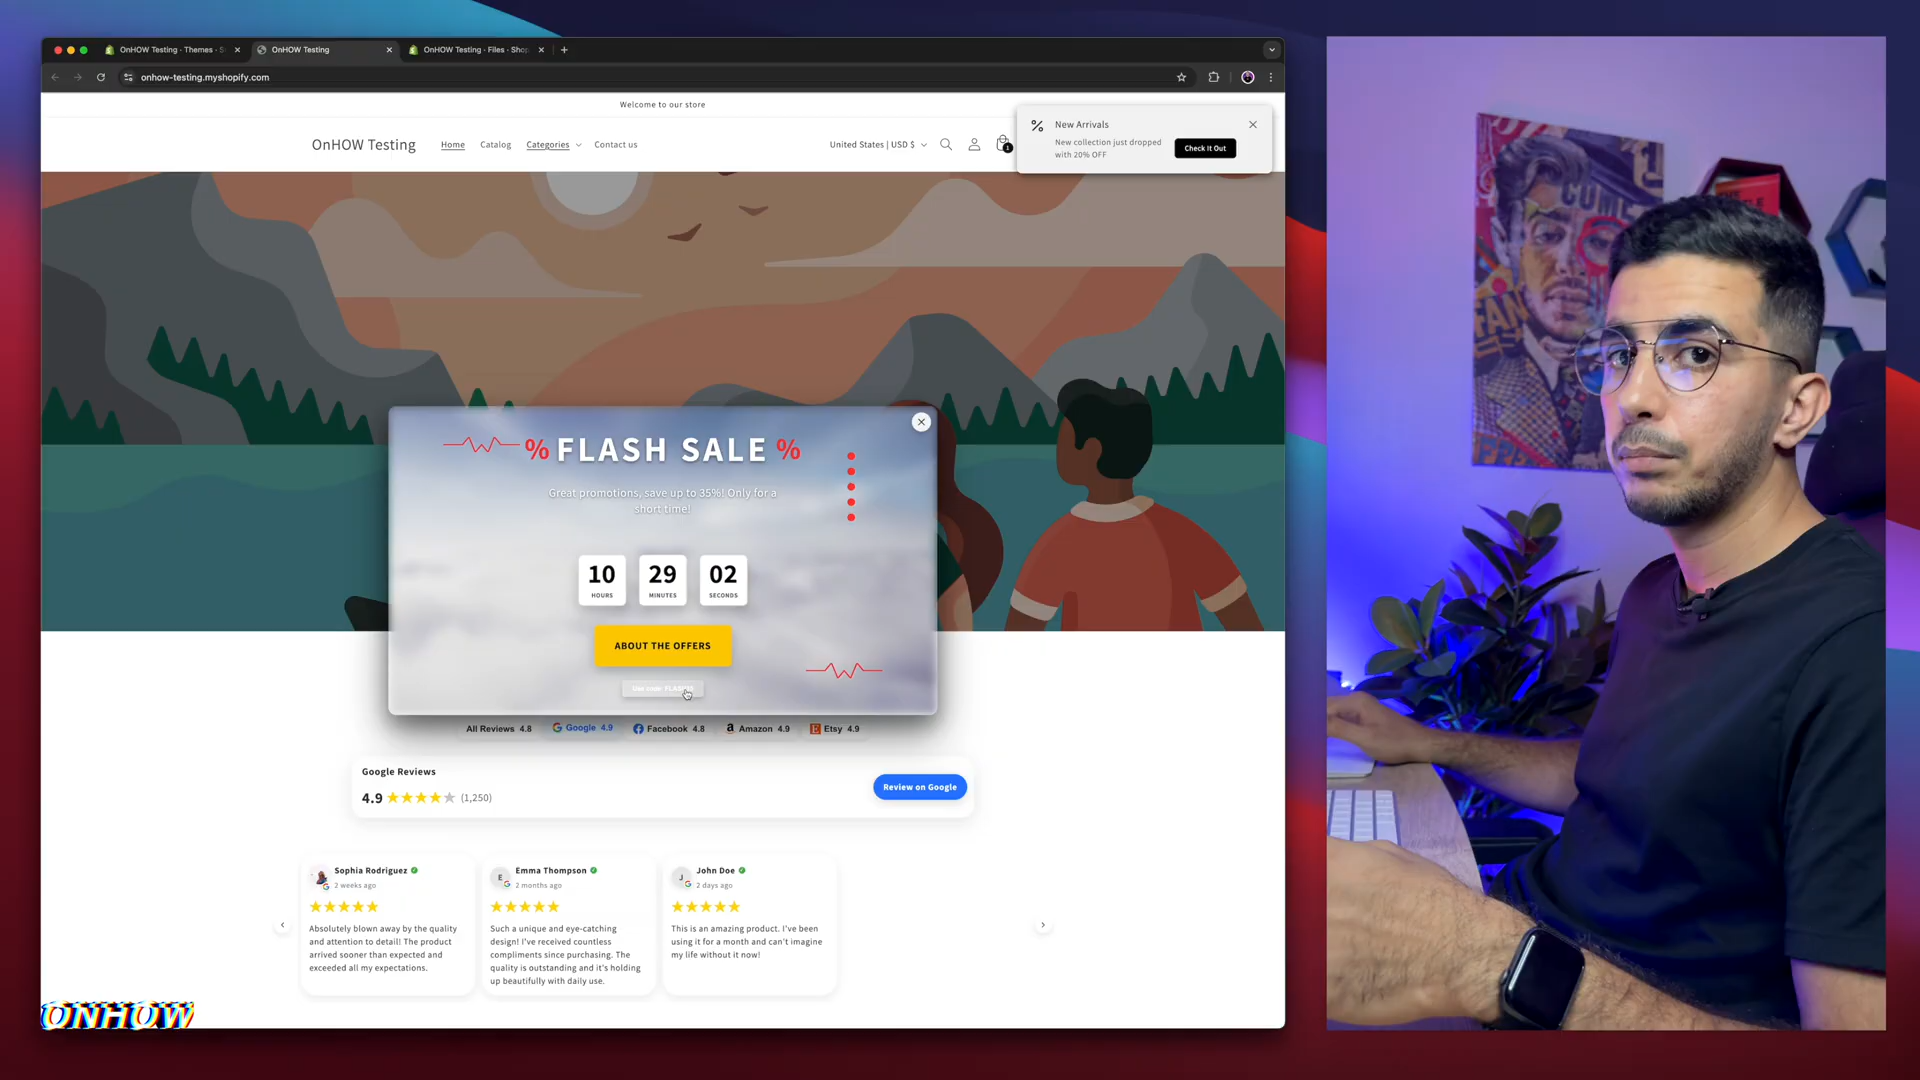 OnHOW Testing · Themes · S
OnHOW Testing
OnHOW Testing · Files · Shop
onhow-testing.myshopify.com
Welcome to our store
OnHOW Testing
Home
Catalog
Categories
Contact us
United States | USD $
1
New Arrivals
New collection just dropped
with 20% OFF
Check It Out
% FLASH SALE %
Great promotions, save up to 35%! Only for a
short time!
10
HOURS
29
MINUTES
02
SECONDS
ABOUT THE OFFERS
Use code
All Reviews 4.8
Google 4.9
Facebook 4.8
Amazon 4.9
Etsy 4.9
Google Reviews
4.9
(1,250)
Review on Google
Sophia Rodriguez
2 weeks ago
Absolutely blown away by the quality
and attention to detail! The product
arrived sooner than expected and
exceeded all my expectations.
E
Emma Thompson
2 months ago
Such a unique and eye-catching
design! I've received countless
compliments since purchasing. The
quality is outstanding and it's holding
up beautifully with daily use.
J
John Doe
2 days ago
This is an amazing product. I've been
using it for a month and can't imagine
my life without it now!
ONHOW
COME
FAN